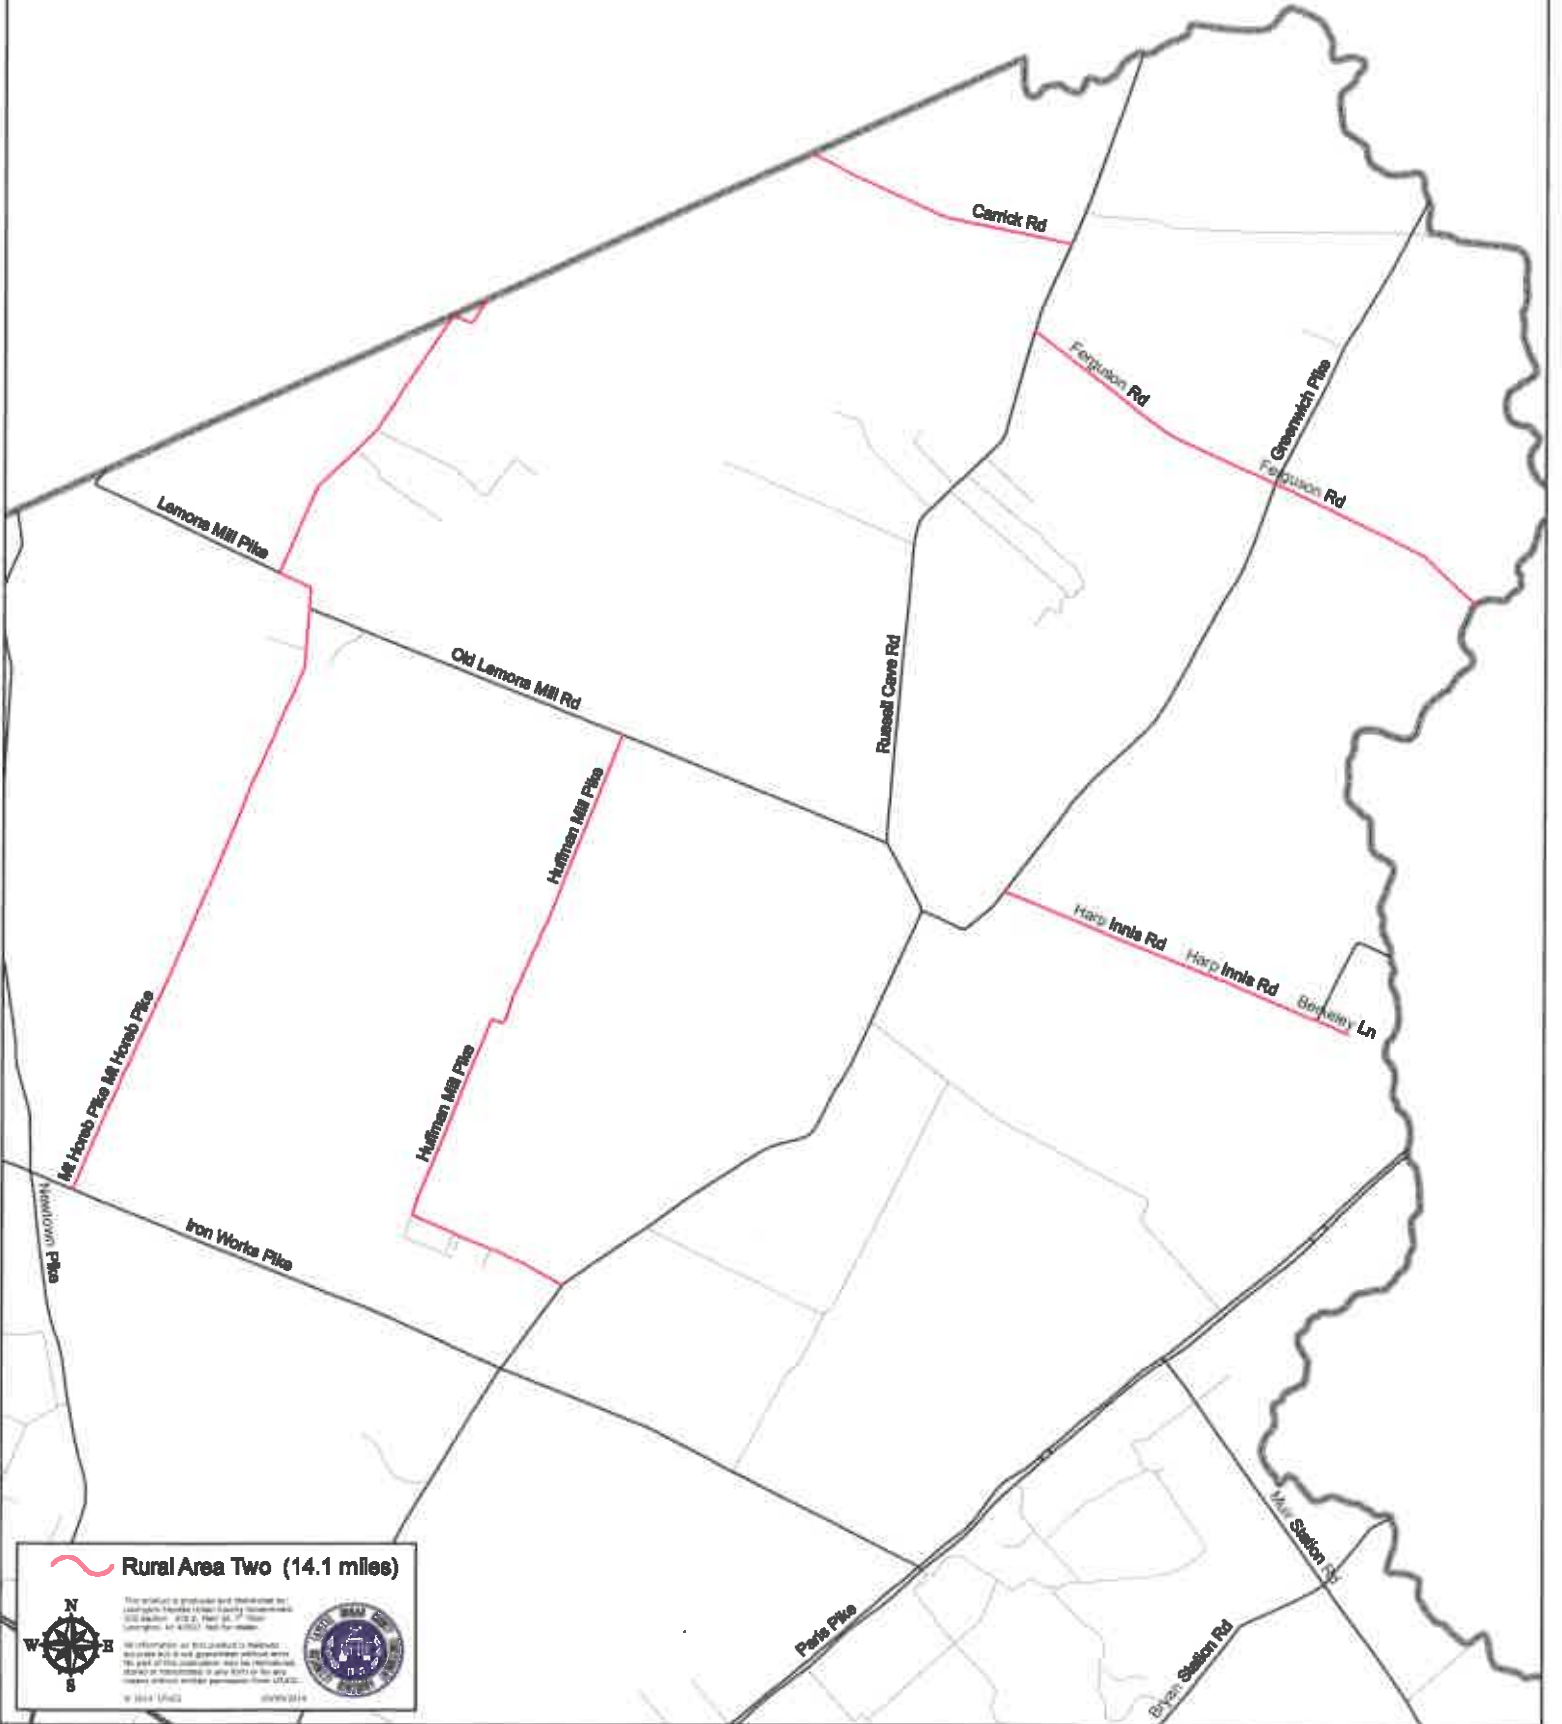 Carrick Rd
Ferguson Rd
Greenwich Pike
Ferguson Rd
Lemons Mill Pike
Old Lemons Mill Rd
Russell Cave Rd
Huffman Mill Pike
Harp Innis Rd
Harp Innis Rd
Berkeley Ln
Mt Horeb Pike Mt Horeb Pike
Huffman Mill Pike
Newtown Pike
Iron Works Pike
Muir Station Rd
Paris Pike
Bryan Station Rd
Rural Area Two (14.1 miles)
N
W
E
S